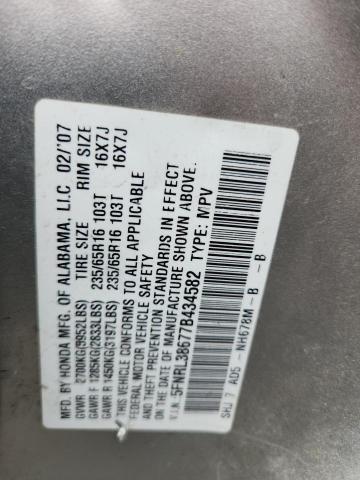 MFD. BY HONDA MFG. OF ALABAMA, LLC 02/'07
TIRE SIZE RIM SIZE
GVWR 2700KG(5952LBS)
GAWR F 1285KG(2833LBS) 235/65R16 103T 16X7J
GAWR R 1450KG(3197LBS) 235/65R16 103T 16X7J
THIS VEHICLE CONFORMS TO ALL APPLICABLE
FEDERAL MOTOR VEHICLE SAFETY
AND THEFT PREVENTION STANDARDS IN EFFECT
ON THE DATE OF MANUFACTURE SHOWN ABOVE.
V.I.N. 5FNRL38677B434582 TYPE: MPV
SHJ 7 AD5 - NH678M - B - B